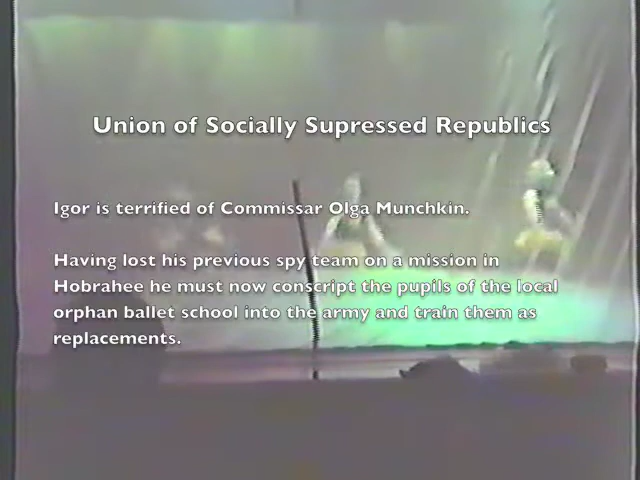 Union of Socially Supressed Republics
Igor is terrified of Commissar Olga Munchkin.
Having lost his previous spy team on a mission in
Hobrahee he must now conscript the pupils of the local
orphan ballet school into the army and train them as
replacements.